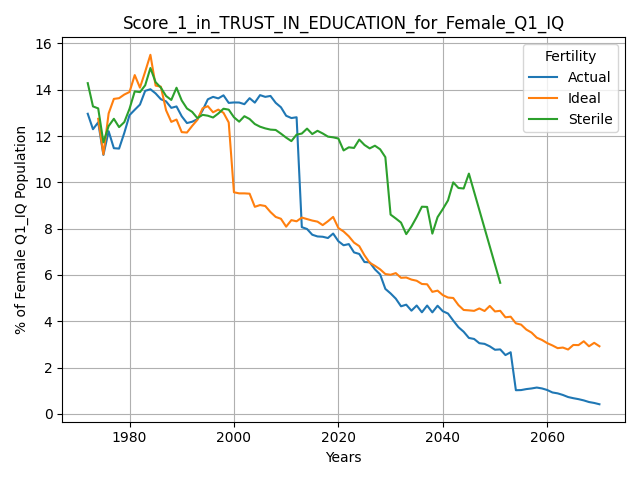 Score_1_in_TRUST_IN_EDUCATION_for_Female_Q1_IQ
% of Female Q1_IQ Population
16
14
12
10
8
6
4
2
0
Fertility
Actual
Ideal
Sterile
1980 2000 2020 2040 2060
Years